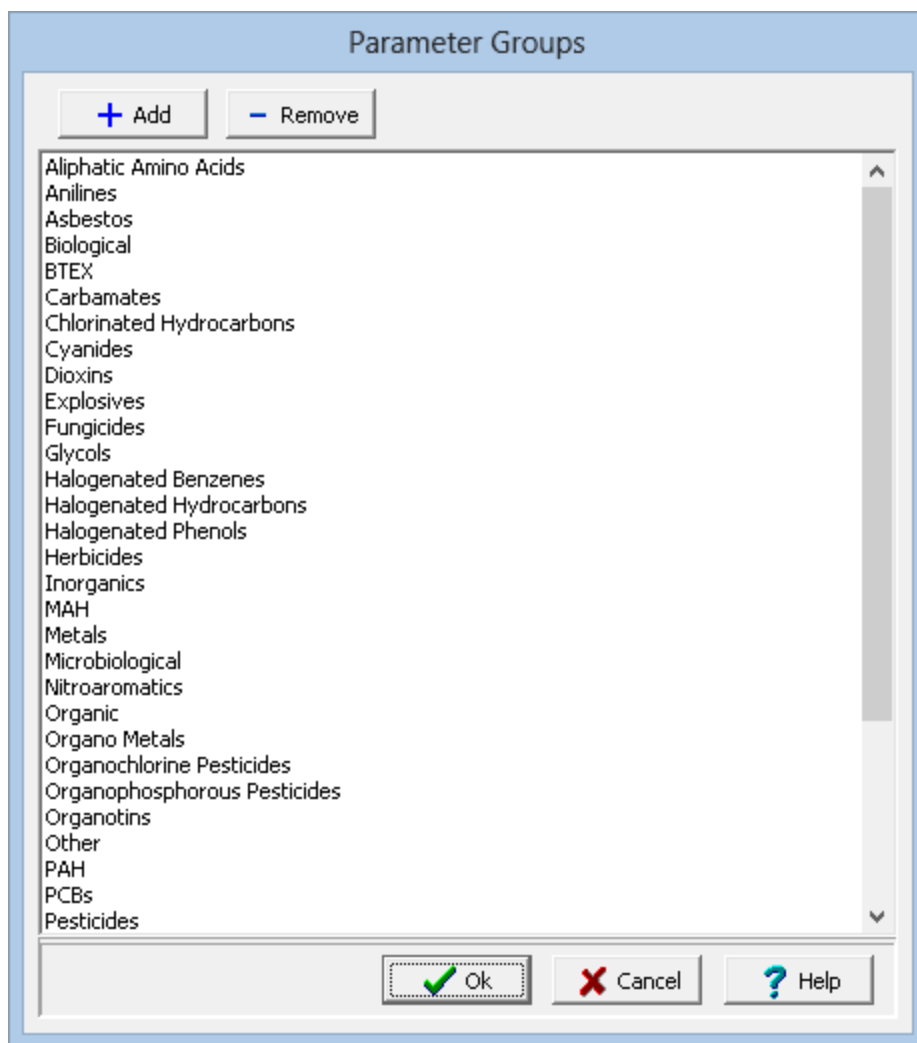 Parameter Groups
Add
Remove
Aliphatic Amino Acids
Anilines
Asbestos
Biological
BTEX
Carbamates
Chlorinated Hydrocarbons
Cyanides
Dioxins
Explosives
Fungicides
Glycols
Halogenated Benzenes
Halogenated Hydrocarbons
Halogenated Phenols
Herbicides
Inorganics
MAH
Metals
Microbiological
Nitroaromatics
Organic
Organo Metals
Organochlorine Pesticides
Organophosphorous Pesticides
Organotins
Other
PAH
PCBs
Pesticides
Ok
Cancel
Help